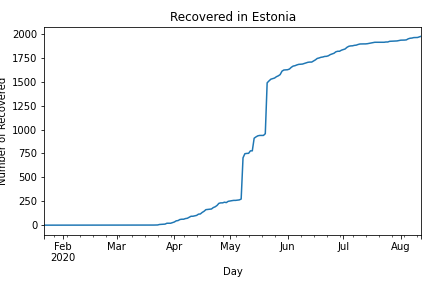 Recovered in Estonia
Number of Recovered
2000
1750
1500
1250
1000
750
500
250
0
Feb
2020
Mar
Apr
May
Jun
Jul
Aug
Day